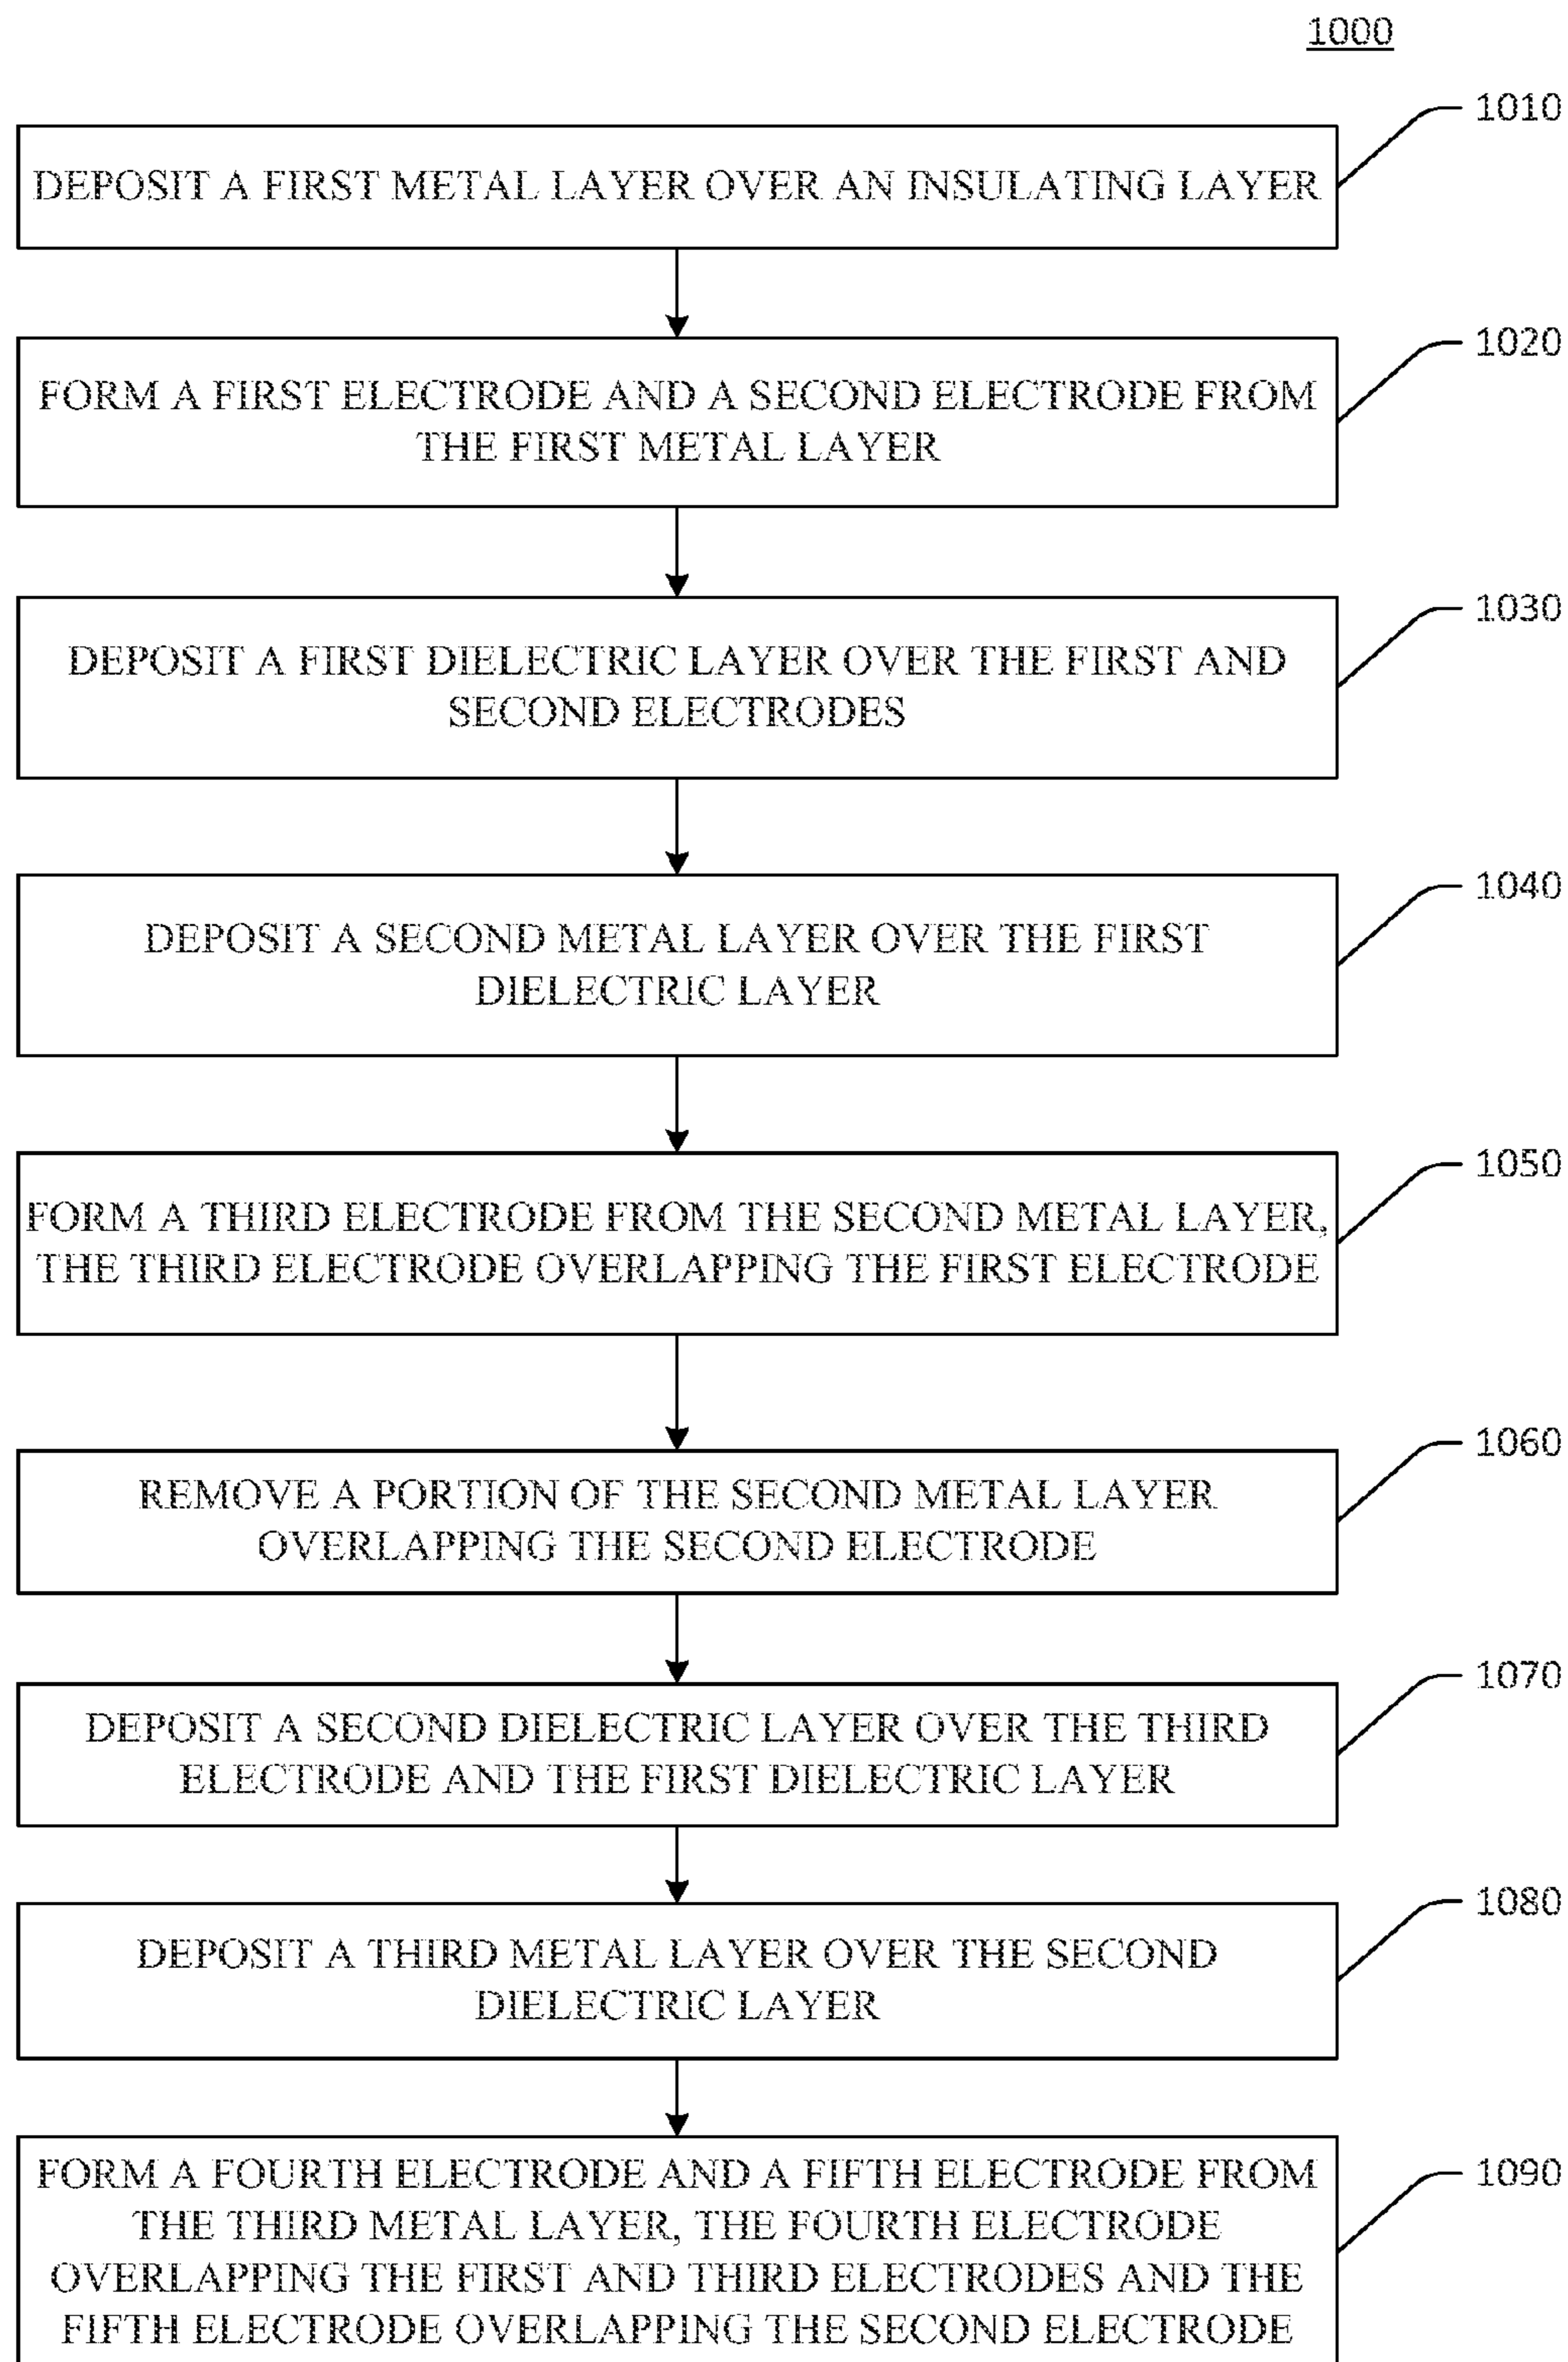 1000
1010
DEPOSIT A FIRST METAL LAYER OVER AN INSULATING LAYER
1020
FORM A FIRST ELECTRODE AND A SECOND ELECTRODE FROM
THE FIRST METAL LAYER
1030
DEPOSIT A FIRST DIELECTRIC LAYER OVER THE FIRST AND
SECOND ELECTRODES
1040
DEPOSIT A SECOND METAL LAYER OVER THE FIRST
DIELECTRIC LAYER
1050
FORM A THIRD ELECTRODE FROM THE SECOND METAL LAYER,
THE THIRD ELECTRODE OVERLAPPING THE FIRST ELECTRODE
1060
REMOVE A PORTION OF THE SECOND METAL LAYER
OVERLAPPING THE SECOND ELECTRODE
1070
DEPOSIT A SECOND DIELECTRIC LAYER OVER THE THIRD
ELECTRODE AND THE FIRST DIELECTRIC LAYER
1080
DEPOSIT A THIRD METAL LAYER OVER THE SECOND
DIELECTRIC LAYER
1090
FORM A FOURTH ELECTRODE AND A FIFTH ELECTRODE FROM
THE THIRD METAL LAYER, THE FOURTH ELECTRODE
OVERLAPPING THE FIRST AND THIRD ELECTRODES AND THE
FIFTH ELECTRODE OVERLAPPING THE SECOND ELECTRODE